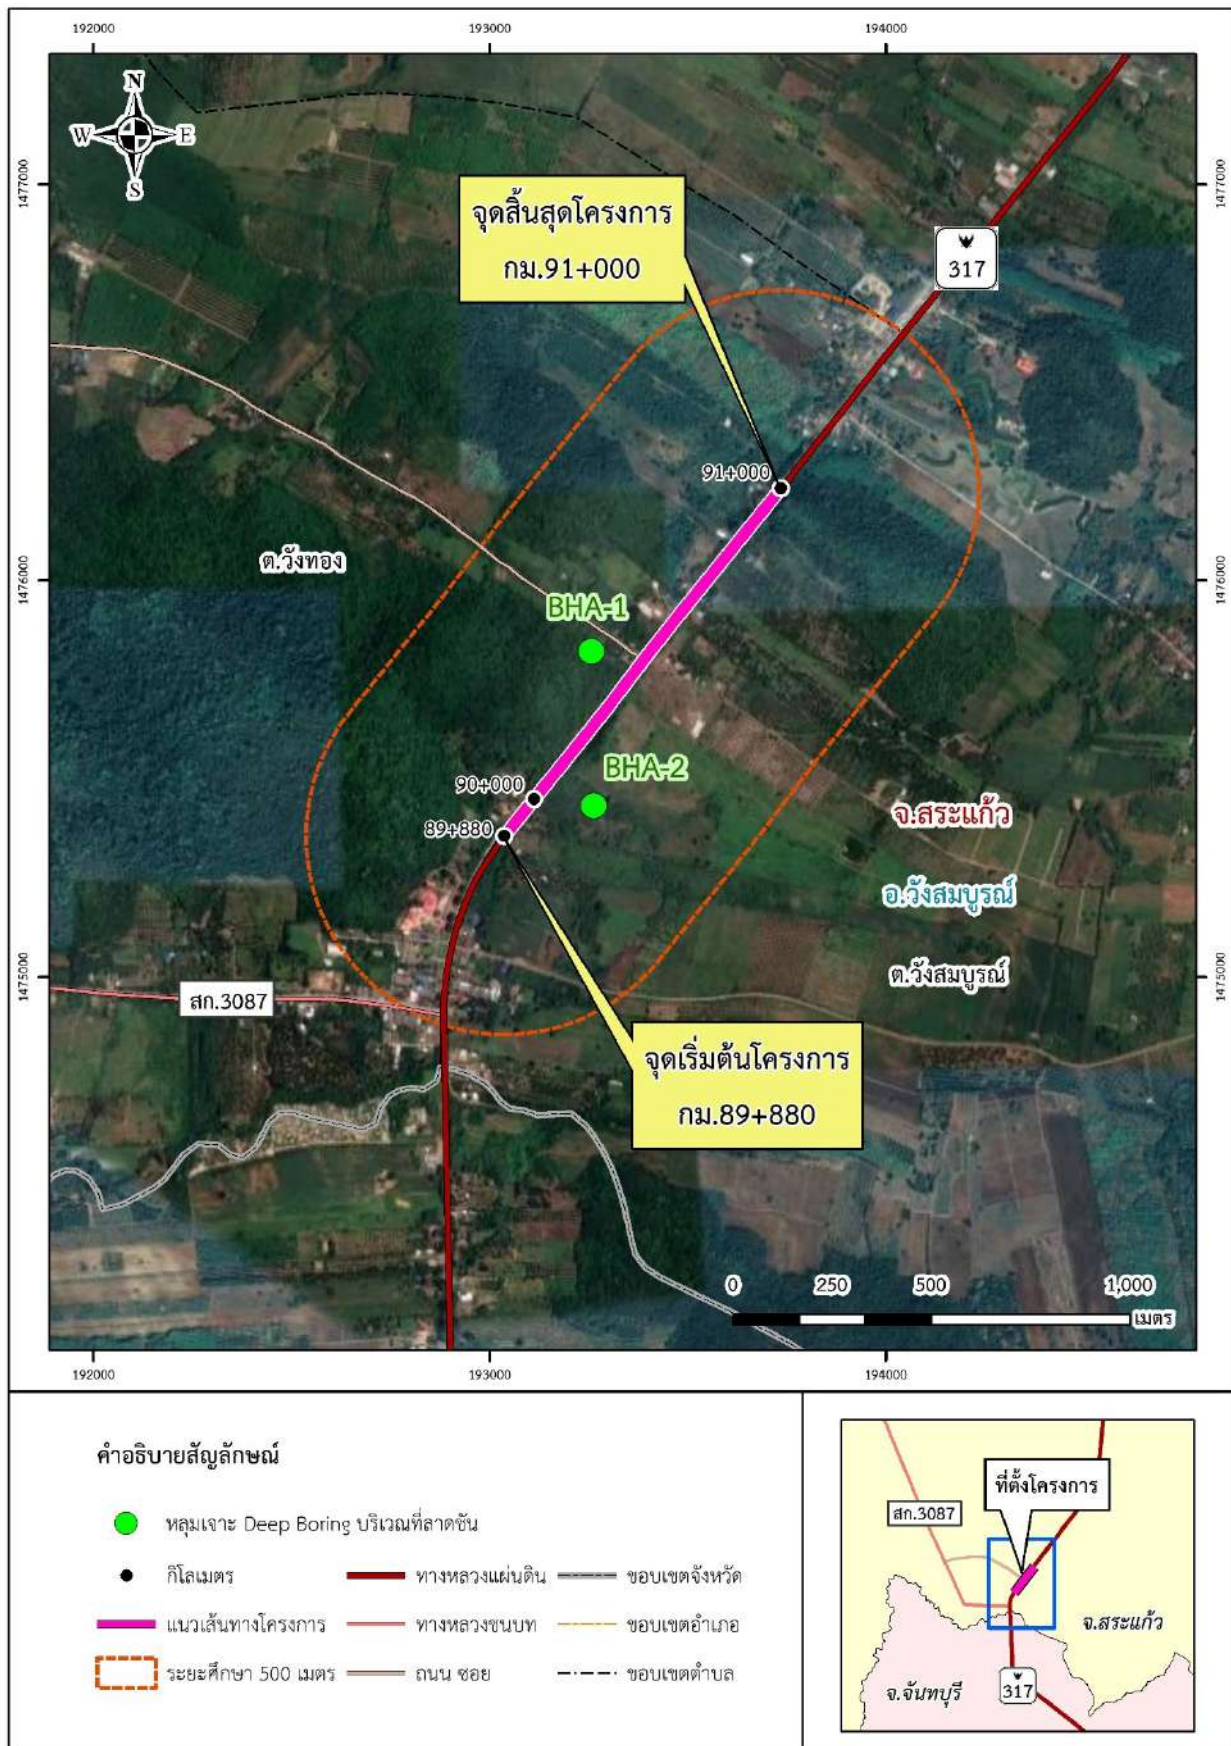 192000
193000
194000
N
W
E
S
1477000
1477000
จุดสิ้นสุดโครงการ
กม.91+000
317
91+000
ต.วังทอง
1476000
1476000
BHA-1
BHA-2
90+000
89+880
จ.สระแก้ว
อ.วังสมบูรณ์
ต.วังสมบูรณ์
1475000
1475000
สก.3087
จุดเริ่มต้นโครงการ
กม.89+880
0
250
500
1,000
เมตร
192000
193000
194000
คำอธิบายสัญลักษณ์
หลุมเจาะ Deep Boring บริเวณที่ลาดชัน
กิโลเมตร
ทางหลวงแผ่นดิน
ขอบเขตจังหวัด
แนวเส้นทางโครงการ
ทางหลวงชนบท
ขอบเขตอำเภอ
ระยะศึกษา 500 เมตร
ถนน ซอย
ขอบเขตตำบล
ที่ตั้งโครงการ
สก.3087
จ.สระแก้ว
จ.จันทบุรี
317